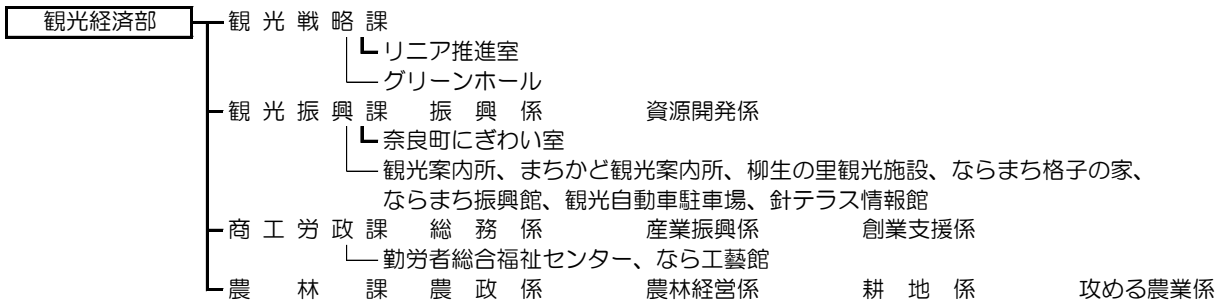 観光経済部 観光戦略課
リニア推進室
グリーンホール
観光振興課 振興係 資源開発係
奈良町にぎわい室
観光案内所、まちかど観光案内所、柳生の里観光施設、ならまち格子の家、
ならまち振興館、観光自動車駐車場、針テラス情報館
商工労政課 総務係 産業振興係 創業支援係
勤労者総合福祉センター、なら工藝館
農林課 農政係 農林経営係 耕地係 攻める農業係